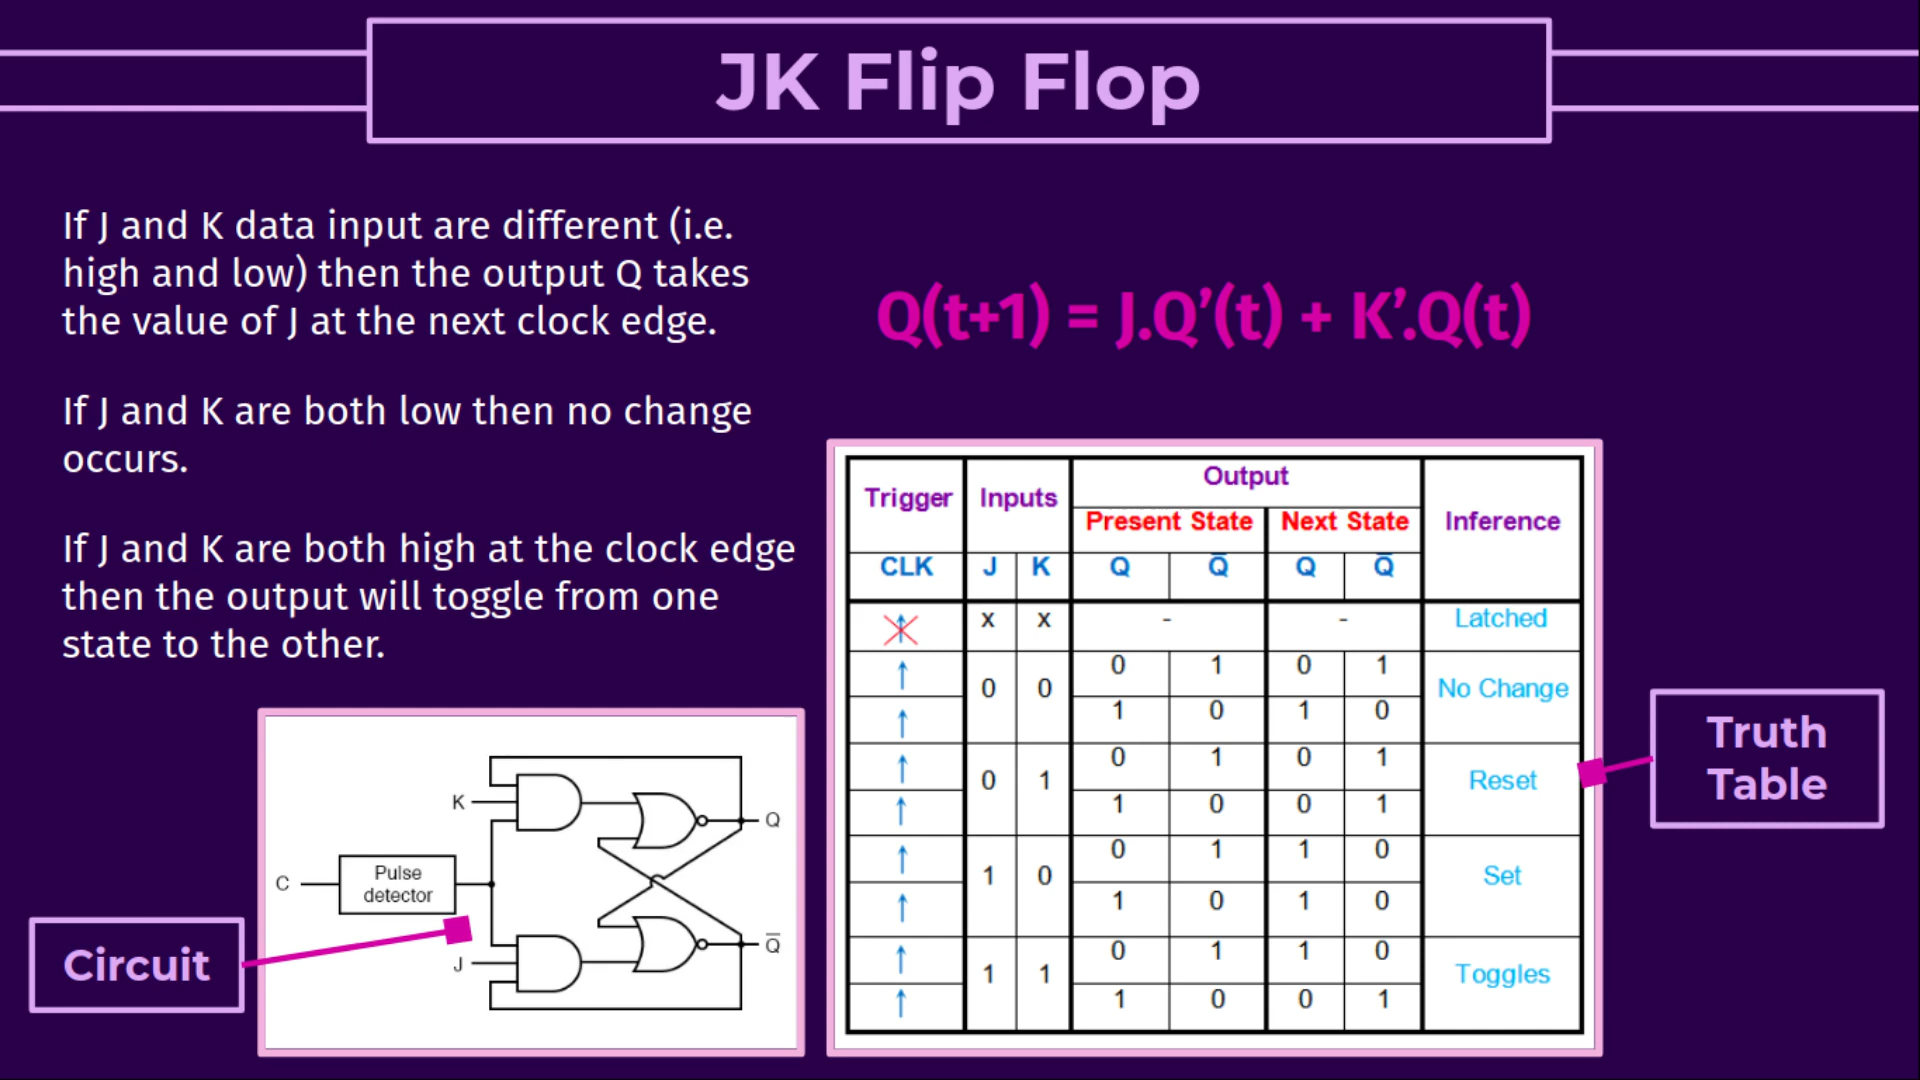 JK Flip Flop
If J and K data input are different (i.e.
high and low) then the output Q takes
the value of J at the next clock edge.
If J and K are both low then no change
occurs.
If J and K are both high at the clock edge
then the output will toggle from one
state to the other.
Q(t+1) = J.Q’(t) + K’.Q(t)
Trigger Inputs Output Inference
Present State Next State
CLK J K Q Q̅ Q Q̅
↑ x x - - Latched
↑ 0 0 0 1 0 1 No Change
↑ 1 0 1 0
↑ 0 1 0 1 0 1 Reset
↑ 1 0 0 1
↑ 1 0 0 1 1 0 Set
↑ 1 0 1 0
↑ 1 1 0 1 1 0 Toggles
↑ 1 0 0 1
Truth
Table
K
Q
C
Pulse
detector
J
Q̅
Circuit